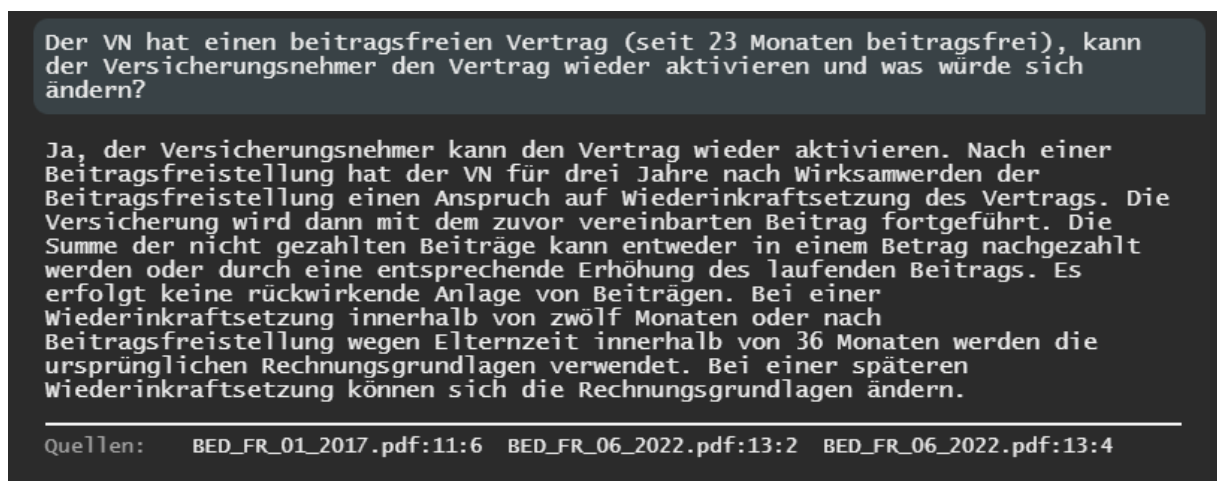 Der VN hat einen beitragsfreien Vertrag (seit 23 Monaten beitragsfrei), kann
der Versicherungsnehmer den Vertrag wieder aktivieren und was würde sich
ändern?
Ja, der Versicherungsnehmer kann den Vertrag wieder aktivieren. Nach einer
Beitragsfreistellung hat der VN für drei Jahre nach Wirksamwerden der
Beitragsfreistellung einen Anspruch auf Wiederinkraftsetzung des Vertrags. Die
Versicherung wird dann mit dem zuvor vereinbarten Beitrag fortgeführt. Die
Summe der nicht gezahlten Beiträge kann entweder in einem Betrag nachgezahlt
werden oder durch eine entsprechende Erhöhung des laufenden Beitrags. Es
erfolgt keine rückwirkende Anlage von Beiträgen. Bei einer
Wiederinkraftsetzung innerhalb von zwölf Monaten oder nach
Beitragsfreistellung wegen Elternzeit innerhalb von 36 Monaten werden die
ursprünglichen Rechnungsgrundlagen verwendet. Bei einer späteren
Wiederinkraftsetzung können sich die Rechnungsgrundlagen ändern.
Quellen: BED_FR_01_2017.pdf:11:6 BED_FR_06_2022.pdf:13:2 BED_FR_06_2022.pdf:13:4